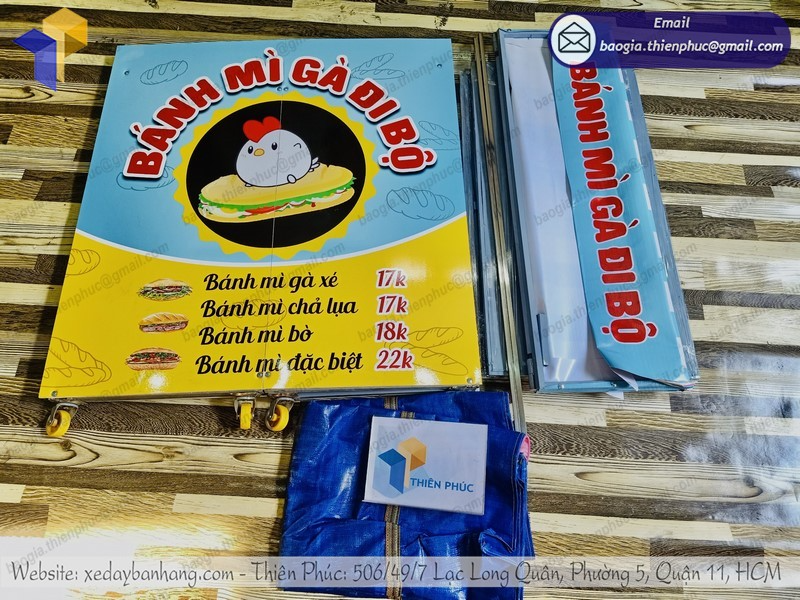 Email
baogia.thienphuc@gmail.com
BÁNH MÌ GÀ ĐI BỘ
Bánh mì gà xé 17k
Bánh mì chả lụa 17k
Bánh mì bò 18k
Bánh mì đặc biệt 22k
BÁNH MÌ GÀ ĐI BỘ
THIÊN PHÚC
Website: xedaybanhang.com - Thiên Phúc: 506/49/7 Lạc Long Quân, Phường 5, Quận 11, HCM